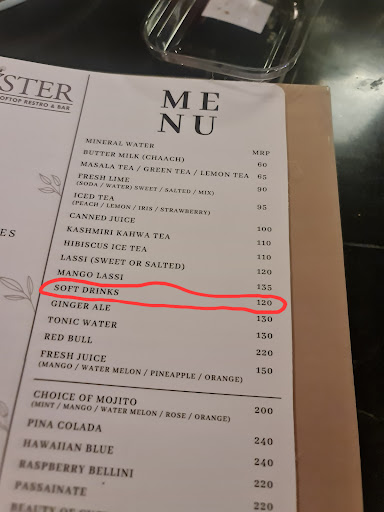 STER
OFTOP RESTRO & BAR
ES
ME
NU
MINERAL WATER MRP
BUTTER MILK (CHAACH) 60
MASALA TEA / GREEN TEA / LEMON TEA 65
FRESH LIME 90
(SODA / WATER) SWEET / SALTED / MIX)
ICED TEA 95
(PEACH / LEMON / IRIS / STRAWBERRY)
CANNED JUICE 100
KASHMIRI KAHWA TEA 110
HIBISCUS ICE TEA 110
LASSI (SWEET OR SALTED) 120
MANGO LASSI 135
SOFT DRINKS 120
GINGER ALE 130
TONIC WATER 130
RED BULL 220
FRESH JUICE 150
(MANGO / WATER MELON / PINEAPPLE / ORANGE)
CHOICE OF MOJITO 200
(MINT / MANGO / WATER MELON / ROSE / ORANGE)
PINA COLADA 240
HAWAIIAN BLUE 240
RASPBERRY BELLINI 240
PASSAINATE 220
BEAUTY OF 220